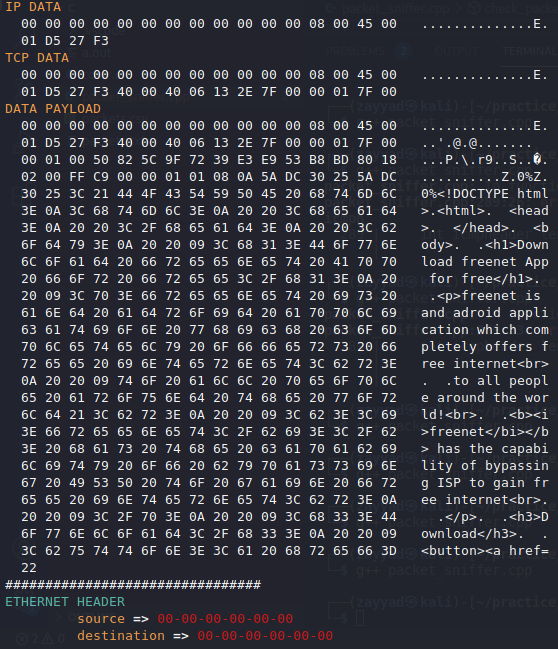 IP DATA
00 00 00 00 00 00 00 00 00 00 00 00 08 00 45 00 ..............E.
01 D5 27 F3
TCP DATA
00 00 00 00 00 00 00 00 00 00 00 00 08 00 45 00 ..............E.
01 D5 27 F3 40 00 40 06 13 2E 7F 00 00 01 7F 00
DATA PAYLOAD
00 00 00 00 00 00 00 00 00 00 00 00 08 00 45 00 ..............E.
01 D5 27 F3 40 00 40 06 13 2E 7F 00 00 01 7F 00 ..'.@.@.......
00 01 00 50 82 5C 9F 72 39 E3 E9 53 B8 BD 80 18 ...P.\.r9..S..�.
02 00 FF C9 00 00 01 01 08 0A 5A DC 30 25 5A DC ..........Z.0%Z.
30 25 3C 21 44 4F 43 54 59 50 45 20 68 74 6D 6C 0%<!DOCTYPE html
3E 0A 3C 68 74 6D 6C 3E 0A 20 20 3C 68 65 61 64 >.<html>.  <head
3E 0A 20 20 3C 2F 68 65 61 64 3E 0A 20 20 3C 62 >.  </head>.  <b
6F 64 79 3E 0A 20 20 09 3C 68 31 3E 44 6F 77 6E ody>.  .<h1>Down
6C 6F 61 64 20 66 72 65 65 6E 65 74 20 41 70 70 load freenet App
20 66 6F 72 20 66 72 65 65 3C 2F 68 31 3E 0A 20  for free</h1>.
20 09 3C 70 3E 66 72 65 65 6E 65 74 20 69 73 20  .<p>freenet is
61 6E 64 20 61 64 72 6F 69 64 20 61 70 70 6C 69 and adroid appli
63 61 74 69 6F 6E 20 77 68 69 63 68 20 63 6F 6D cation which com
70 6C 65 74 65 6C 79 20 6F 66 66 65 72 73 20 66 pletely offers f
72 65 65 20 69 6E 74 65 72 6E 65 74 3C 62 72 3E ree internet<br>
0A 20 20 09 74 6F 20 61 6C 6C 20 70 65 6F 70 6C .  .to all peopl
65 20 61 72 6F 75 6E 64 20 74 68 65 20 77 6F 72 e around the wor
6C 64 21 3C 62 72 3E 0A 20 20 09 3C 62 3E 3C 69 ld!<br>.  .<b><i
3E 66 72 65 65 6E 65 74 3C 2F 62 69 3E 3C 2F 62 >freenet</bi></b
3E 20 68 61 73 20 74 68 65 20 63 61 70 61 62 69 > has the capabi
6C 69 74 79 20 6F 66 20 62 79 70 61 73 73 69 6E lity of bypassin
67 20 49 53 50 20 74 6F 20 67 61 69 6E 20 66 72 g ISP to gain fr
65 65 20 69 6E 74 65 72 6E 65 74 3C 62 72 3E 0A ee internet<br>.
20 20 09 3C 2F 70 3E 0A 20 20 09 3C 68 33 3E 44   .</p>.  .<h3>D
6F 77 6E 6C 6F 61 64 3C 2F 68 33 3E 0A 20 20 09 ownload</h3>.  .
3C 62 75 74 74 6F 6E 3E 3C 61 20 68 72 65 66 3D <button><a href=
22
################################
ETHERNET HEADER
source => 00-00-00-00-00-00
destination => 00-00-00-00-00-00